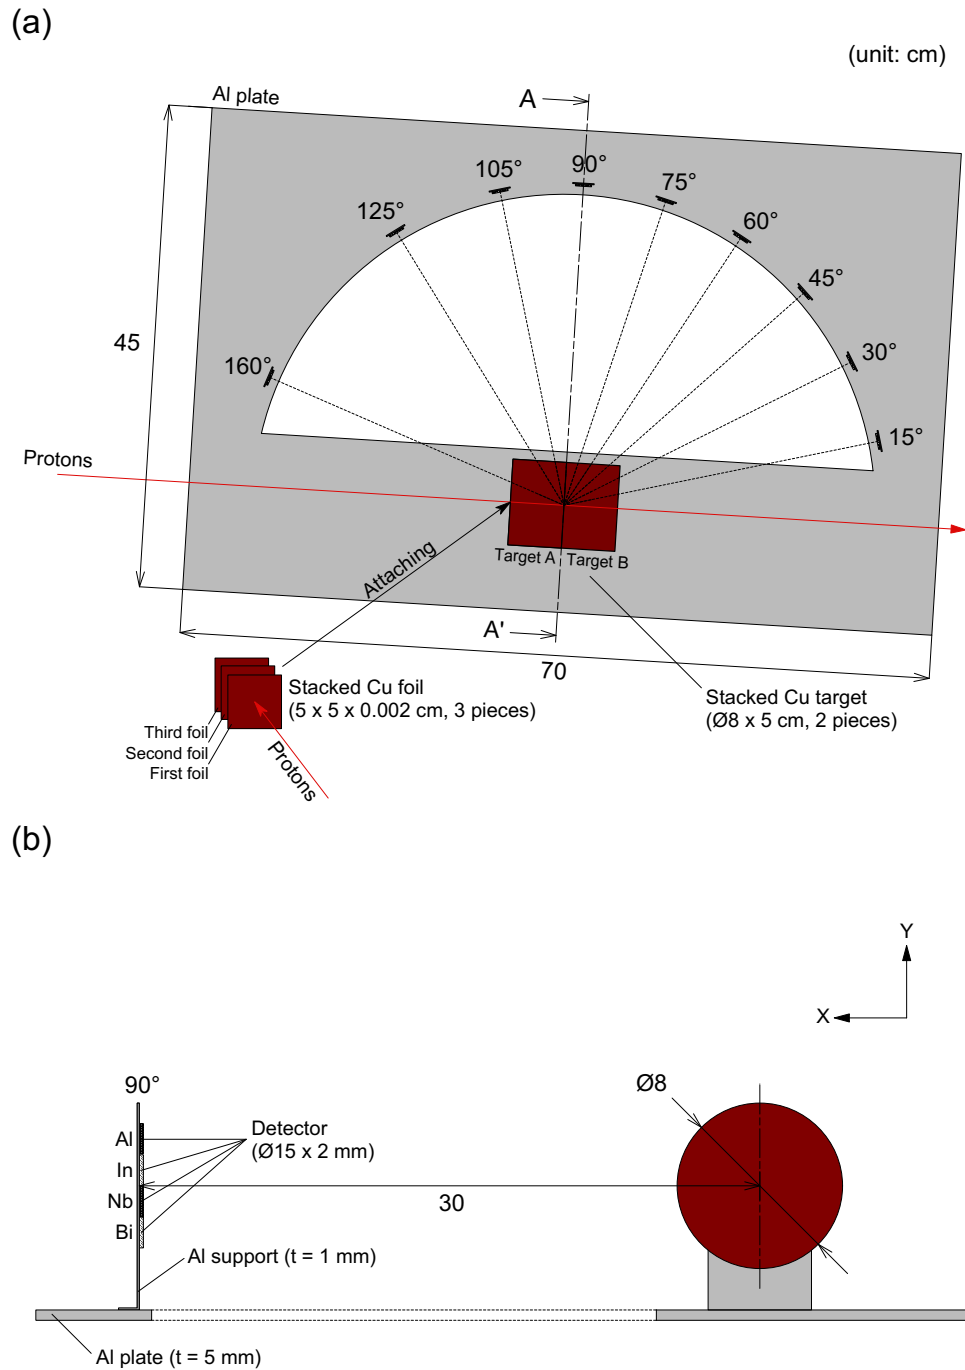 (a)
(unit: cm)
Al plate
A
90°
105°
75°
125°
60°
45°
45
30°
160°
15°
Protons
Target A
Target B
Attaching
A'
70
Stacked Cu foil
(5 x 5 x 0.002 cm, 3 pieces)
Stacked Cu target
(Ø8 x 5 cm, 2 pieces)
Third foil
Second foil
First foil
Protons
(b)
Y
X
90°
Ø8
Al
In
Nb
Bi
Detector
(Ø15 x 2 mm)
30
Al support (t = 1 mm)
Al plate (t = 5 mm)